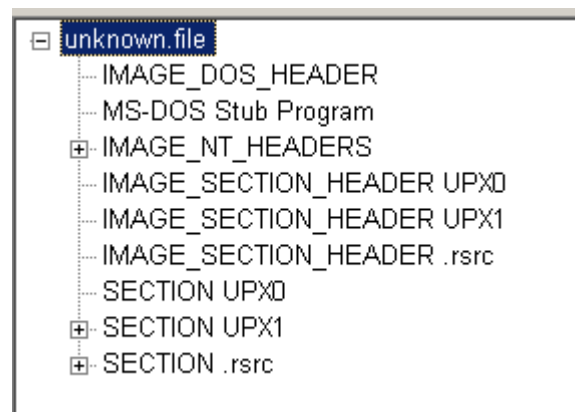 unknown.file
IMAGE_DOS_HEADER
MS-DOS Stub Program
IMAGE_NT_HEADERS
IMAGE_SECTION_HEADER UPX0
IMAGE_SECTION_HEADER UPX1
IMAGE_SECTION_HEADER .rsrc
SECTION UPX0
SECTION UPX1
SECTION .rsrc